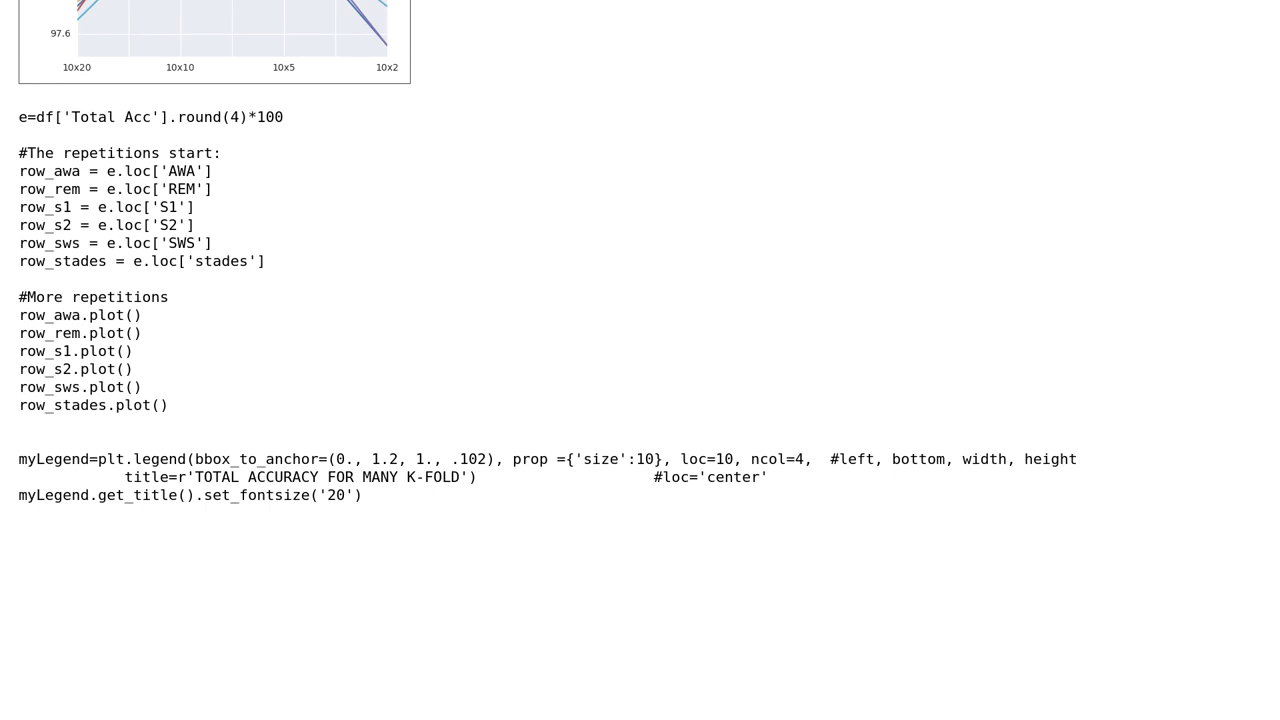 97.6
10x20 10x10 10x5 10x2
e=df['Total Acc'].round(4)*100
#The repetitions start:
row_awa = e.loc['AWA']
row_rem = e.loc['REM']
row_s1 = e.loc['S1']
row_s2 = e.loc['S2']
row_sws = e.loc['SWS']
row_stades = e.loc['stades']
#More repetitions
row_awa.plot()
row_rem.plot()
row_s1.plot()
row_s2.plot()
row_sws.plot()
row_stades.plot()
myLegend=plt.legend(bbox_to_anchor=(0., 1.2, 1., .102), prop ={'size':10}, loc=10, ncol=4,  #left, bottom, width, height
            title=r'TOTAL ACCURACY FOR MANY K-FOLD')                    #loc='center'
myLegend.get_title().set_fontsize('20')